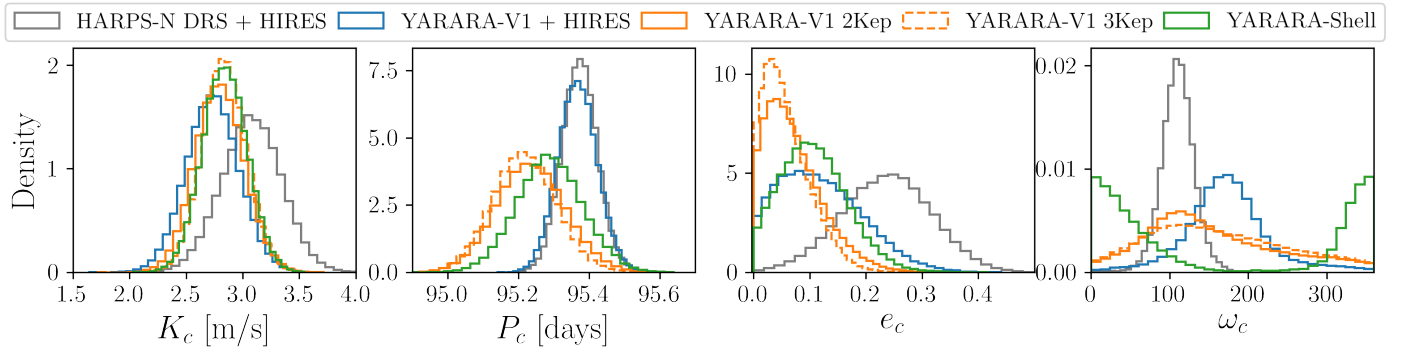 HARPS-N DRS + HIRES YARARA-V1 + HIRES YARARA-V1 2Kep YARARA-V1 3Kep YARARA-Shell
Density
0 1 2
1.5 2.0 2.5 3.0 3.5 4.0
K_c [m/s]
0.0 2.5 5.0 7.5
95.0 95.2 95.4 95.6
P_c [days]
0 5 10
0.0 0.1 0.2 0.3 0.4
e_c
0.00 0.01 0.02
0 100 200 300
ω_c